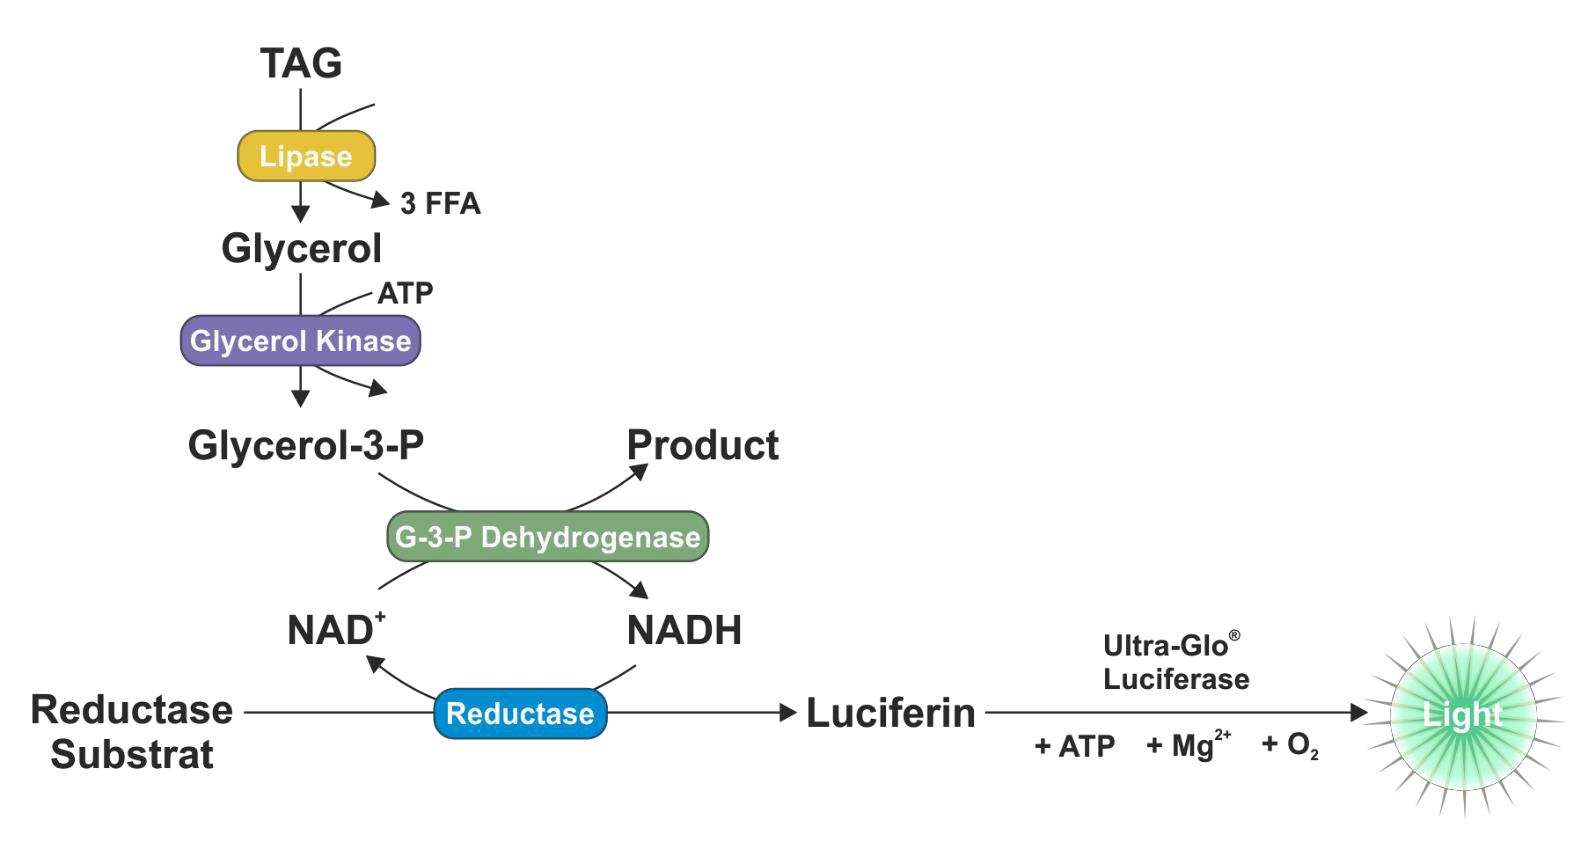 TAG
Lipase
3 FFA
Glycerol
ATP
Glycerol Kinase
Glycerol-3-P
Product
G-3-P Dehydrogenase
NAD⁺
NADH
Reductase
Substrat
Reductase
Luciferin
Ultra-Glo®
Luciferase
+ ATP + Mg²⁺ + O₂
Light